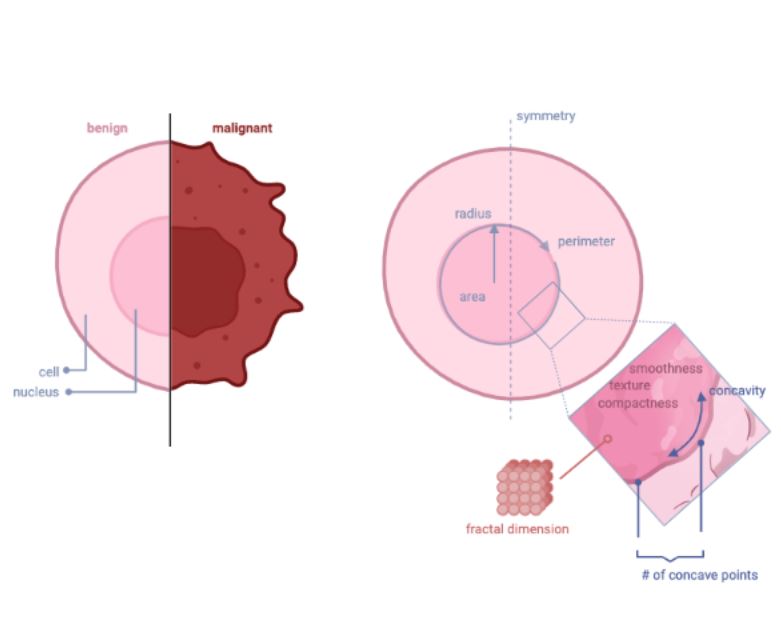 benign
malignant
cell
nucleus
symmetry
radius
perimeter
area
smoothness
texture
compactness
concavity
fractal dimension
# of concave points